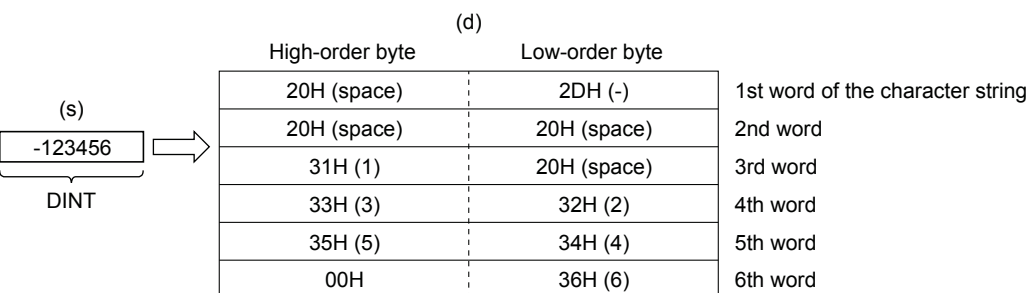 (d)
High-order byte Low-order byte
20H (space) 2DH (-) 1st word of the character string
(s)
20H (space) 20H (space) 2nd word
-123456
31H (1) 20H (space) 3rd word
DINT
33H (3) 32H (2) 4th word
35H (5) 34H (4) 5th word
00H 36H (6) 6th word